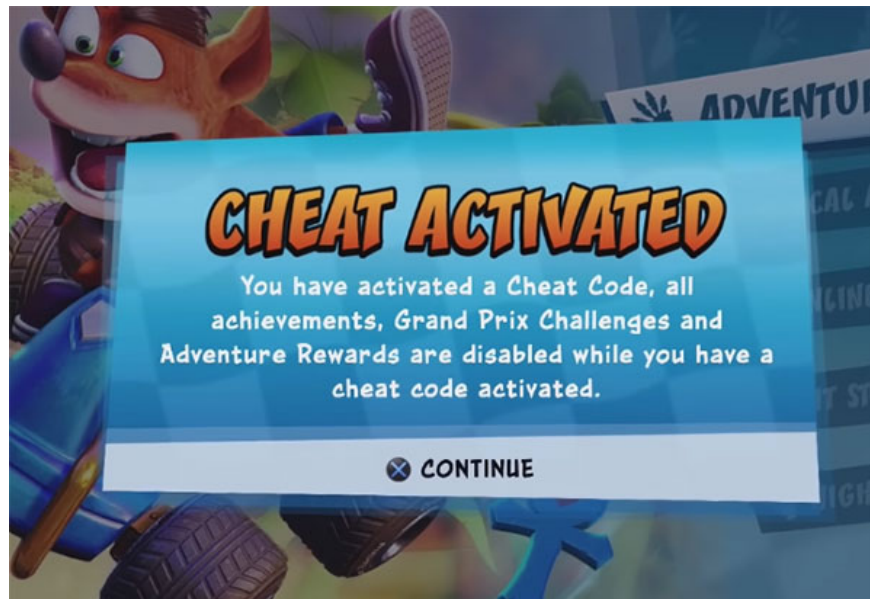 ADVENTU
CHEAT ACTIVATED
You have activated a Cheat Code, all
achievements, Grand Prix Challenges and
Adventure Rewards are disabled while you have a
cheat code activated.
CONTINUE